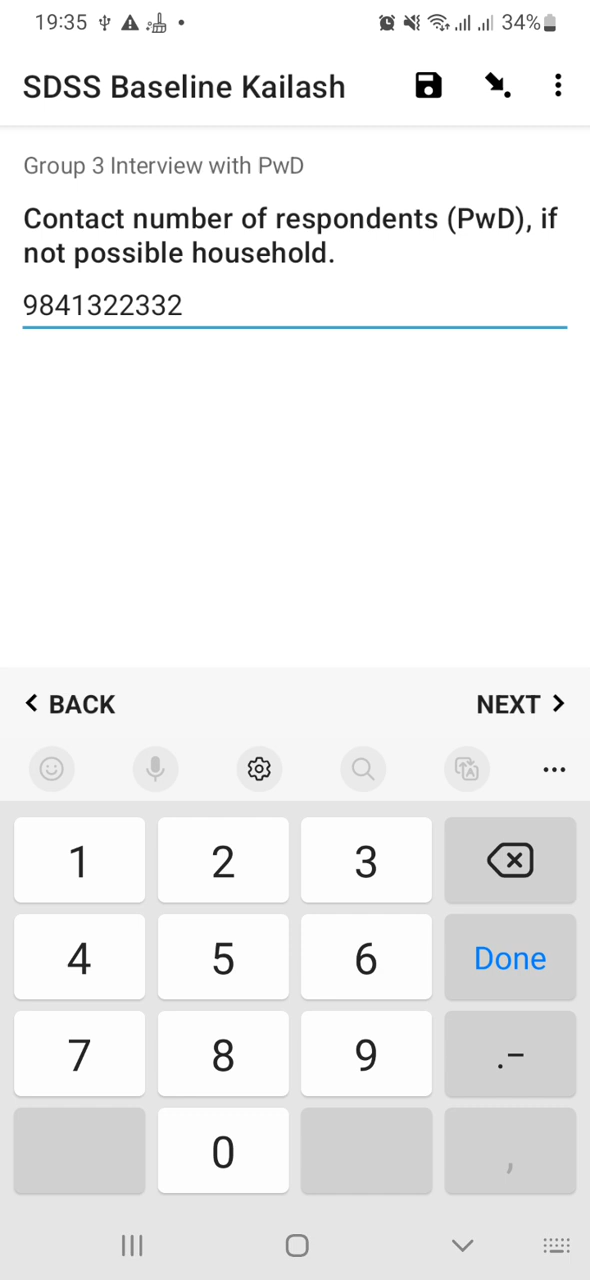 19:35 34%
SDSS Baseline Kailash
Group 3 Interview with PwD
Contact number of respondents (PwD), if
not possible household.
9841322332
BACK NEXT
1 2 3
4 5 6 Done
7 8 9 .-
0 ,